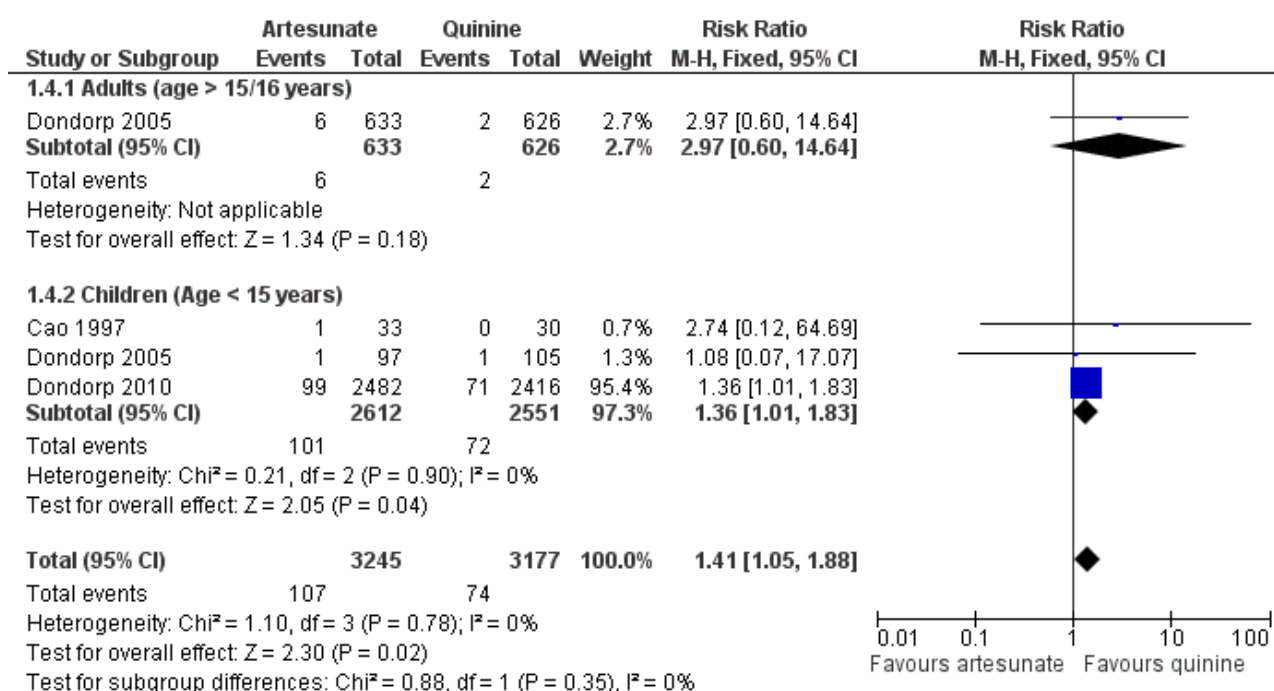 Artesunate Quinine Risk Ratio Risk Ratio
Study or Subgroup Events Total Events Total Weight M-H, Fixed, 95% CI M-H, Fixed, 95% CI
1.4.1 Adults (age > 15/16 years)
Dondorp 2005 6 633 2 626 2.7% 2.97 [0.60, 14.64]
Subtotal (95% CI) 633 626 2.7% 2.97 [0.60, 14.64]
Total events 6 2
Heterogeneity: Not applicable
Test for overall effect: Z = 1.34 (P = 0.18)
1.4.2 Children (Age < 15 years)
Cao 1997 1 33 0 30 0.7% 2.74 [0.12, 64.69]
Dondorp 2005 1 97 1 105 1.3% 1.08 [0.07, 17.07]
Dondorp 2010 99 2482 71 2416 95.4% 1.36 [1.01, 1.83]
Subtotal (95% CI) 2612 2551 97.3% 1.36 [1.01, 1.83]
Total events 101 72
Heterogeneity: Chi² = 0.21, df = 2 (P = 0.90); I² = 0%
Test for overall effect: Z = 2.05 (P = 0.04)
Total (95% CI) 3245 3177 100.0% 1.41 [1.05, 1.88]
Total events 107 74
Heterogeneity: Chi² = 1.10, df = 3 (P = 0.78); I² = 0%
Test for overall effect: Z = 2.30 (P = 0.02)
Test for subgroup differences: Chi² = 0.88, df = 1 (P = 0.35), I² = 0%
0.01 0.1 1 10 100
Favours artesunate Favours quinine